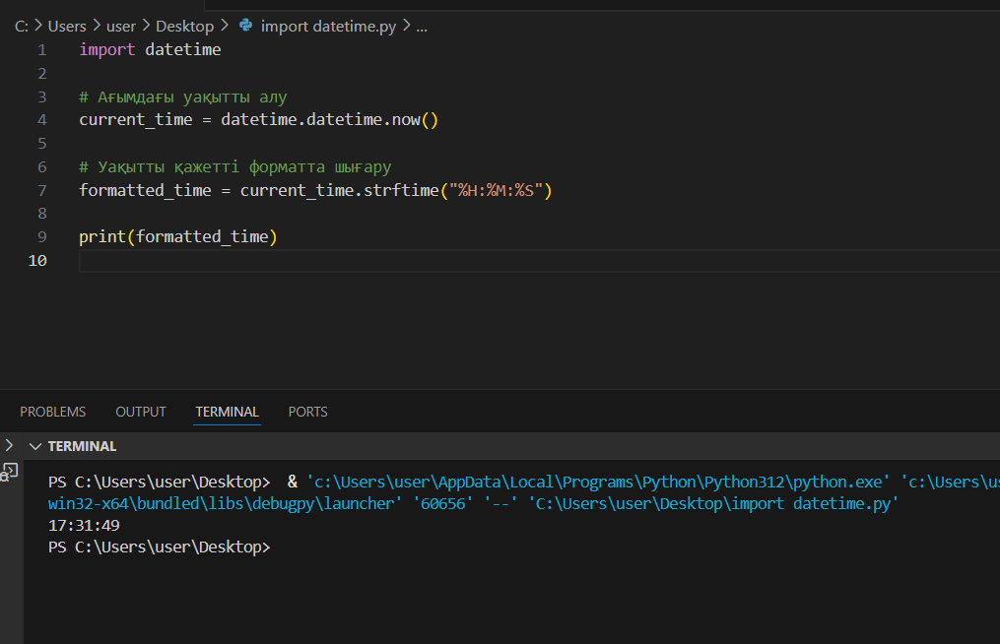 C: > Users > user > Desktop > import datetime.py > ...
1 import datetime
2
3 # Ағымдағы уақытты алу
4 current_time = datetime.datetime.now()
5
6 # Уақытты қажетті форматта шығару
7 formatted_time = current_time.strftime("%H:%M:%S")
8
9 print(formatted_time)
10
PROBLEMS OUTPUT TERMINAL PORTS
TERMINAL
PS C:\Users\user\Desktop> & 'c:\Users\user\AppData\Local\Programs\Python\Python312\python.exe' 'c:\Users\us
win32-x64\bundled\libs\debugpy\launcher' '60656' '--' 'C:\Users\user\Desktop\import datetime.py'
17:31:49
PS C:\Users\user\Desktop>